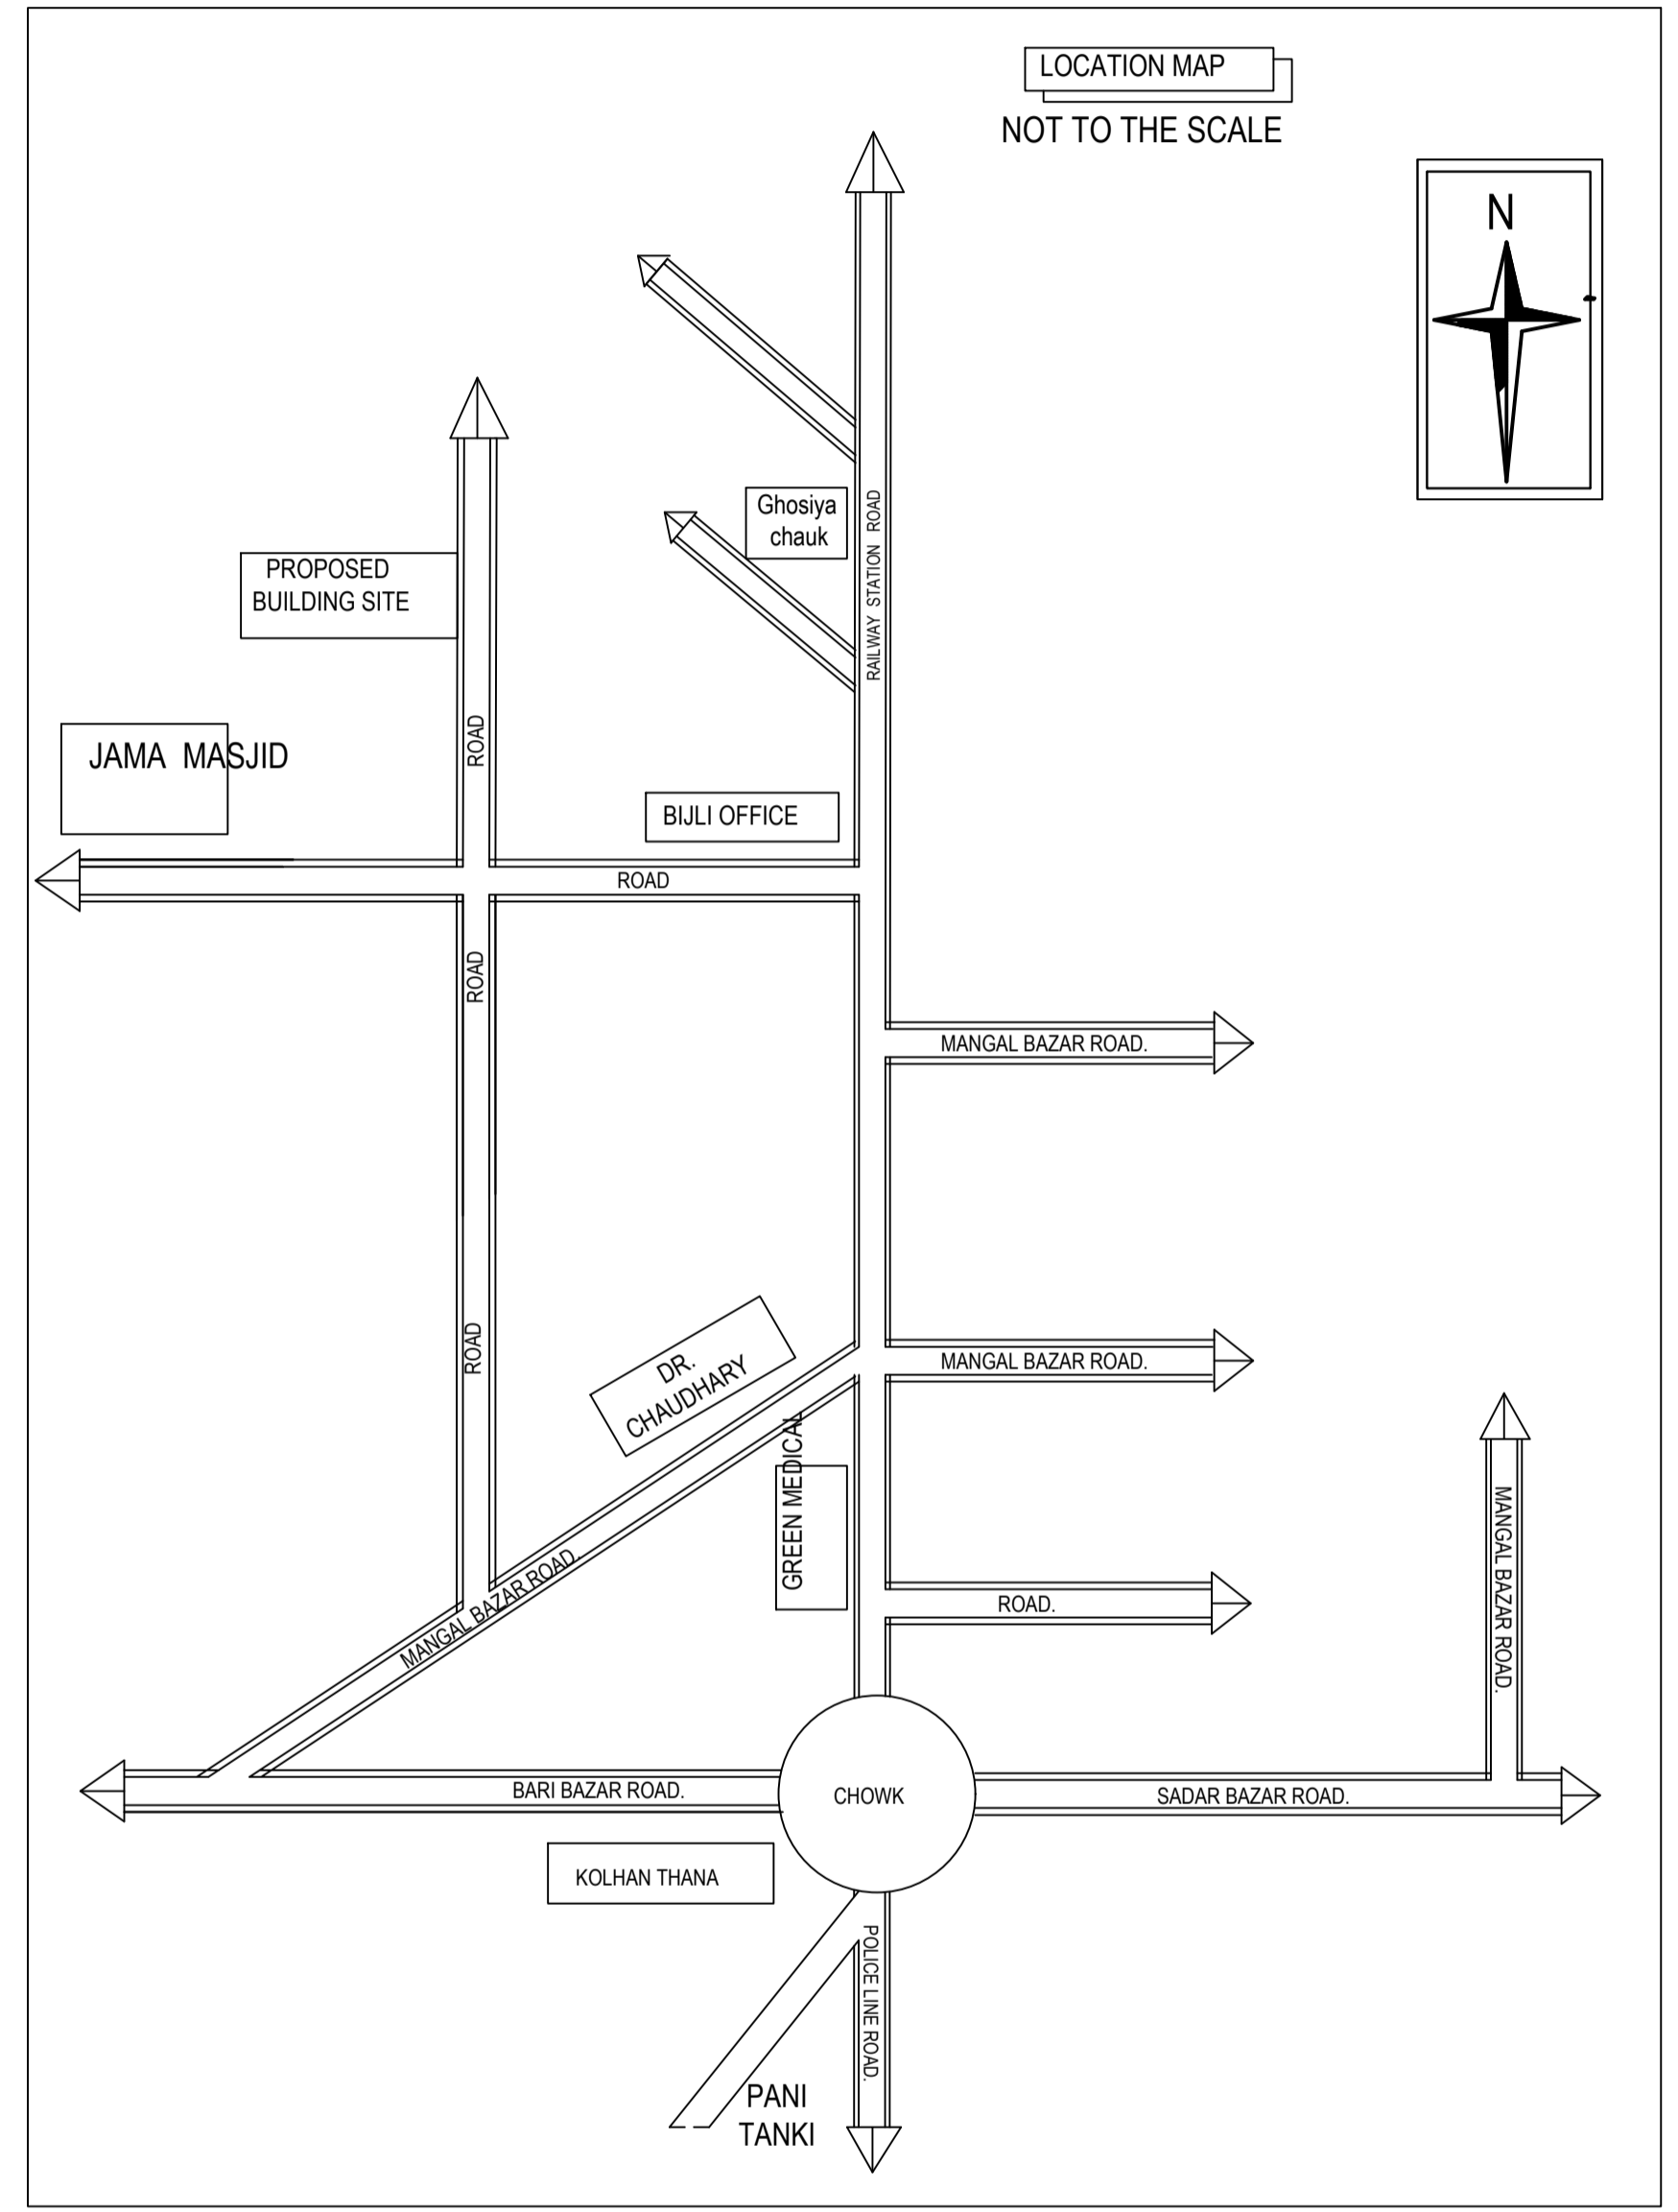 LOCATION MAP
NOT TO THE SCALE
N
Ghosiya
chauk
RAILWAY STATION ROAD
PROPOSED
BUILDING SITE
ROAD
JAMA MASJID
BIJLI OFFICE
ROAD
ROAD
MANGAL BAZAR ROAD.
ROAD
DR.
CHAUDHARY
MANGAL BAZAR ROAD.
GREEN MEDICAL
MANGAL BAZAR ROAD.
MANGAL BAZAR ROAD.
ROAD.
BARI BAZAR ROAD.
CHOWK
SADAR BAZAR ROAD.
KOLHAN THANA
POLICE LINE ROAD.
PANI
TANKI